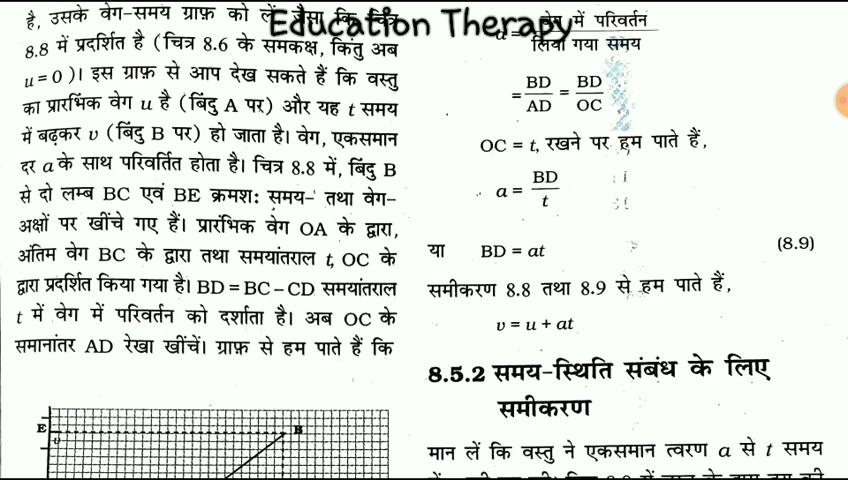 Education Therapy
है, उसके वेग-समय ग्राफ़ को लें, जैसा कि चित्र
8.8 में प्रदर्शित है (चित्र 8.6 के समकक्ष, किंतु अब
u = 0 )। इस ग्राफ़ से आप देख सकते हैं कि वस्तु
का प्रारंभिक वेग u है (बिंदु A पर) और यह t समय
में बढ़कर v (बिंदु B पर) हो जाता है। वेग, एकसमान
दर a के साथ परिवर्तित होता है। चित्र 8.8 में, बिंदु B
से दो लम्ब BC एवं BE क्रमश: समय- तथा वेग-
अक्षों पर खींचे गए हैं। प्रारंभिक वेग OA के द्वारा,
अंतिम वेग BC के द्वारा तथा समयांतराल t, OC के
द्वारा प्रदर्शित किया गया है। BD = BC – CD समयांतराल
t में वेग में परिवर्तन को दर्शाता है। अब OC के
समानांतर AD रेखा खींचें। ग्राफ़ से हम पाते हैं कि
E
v
B
a = वेग में परिवर्तन
लिया गया समय
= BD/AD = BD/OC
OC = t, रखने पर हम पाते हैं,
a = BD/t
या BD = at (8.9)
समीकरण 8.8 तथा 8.9 से हम पाते हैं,
v = u + at
8.5.2 समय-स्थिति संबंध के लिए
समीकरण
मान लें कि वस्तु ने एकसमान त्वरण a से t समय